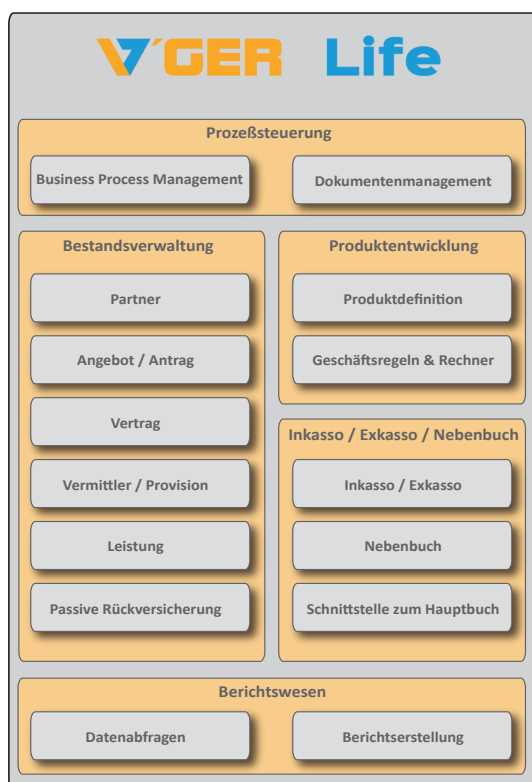 V'GER Life
Prozeßsteuerung
Business Process Management
Dokumentenmanagement
Bestandsverwaltung
Partner
Angebot / Antrag
Vertrag
Vermittler / Provision
Leistung
Passive Rückversicherung
Produktentwicklung
Produktdefinition
Geschäftsregeln & Rechner
Inkasso / Exkasso / Nebenbuch
Inkasso / Exkasso
Nebenbuch
Schnittstelle zum Hauptbuch
Berichtswesen
Datenabfragen
Berichtserstellung